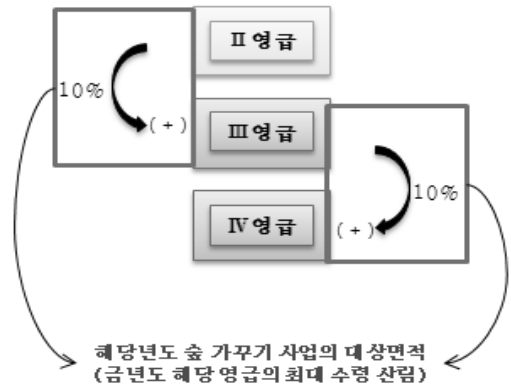 Ⅱ영급
10%
(+)
Ⅲ영급
10%
Ⅳ영급
(+)
해당년도 숲 가꾸기 사업의 대상면적
(금년도 해당 영급의 최대 수령 산림)